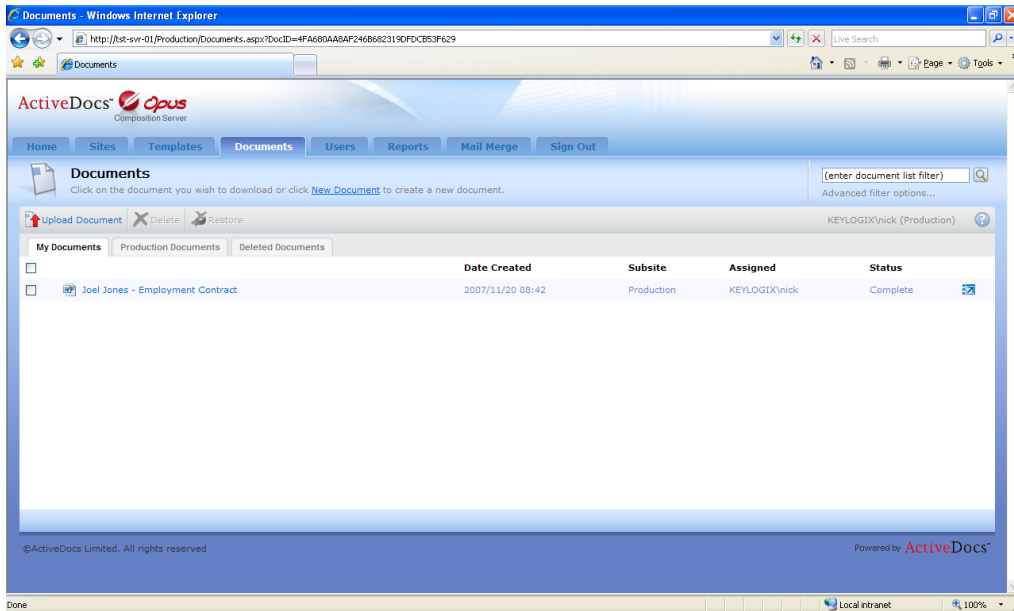 Documents - Windows Internet Explorer
http://tst-svr-01/Production/Documents.aspx?DocID=4FA680AA8AF246B682319DFDCB53F629
Live Search
Documents
Page
Tools
ActiveDocs Opus
Composition Server
Home Sites Templates Documents Users Reports Mail Merge Sign Out
Documents
Click on the document you wish to download or click New Document to create a new document.
(enter document list filter)
Advanced filter options...
Upload Document Delete Restore
KEYLOGIX\nick (Production)
My Documents Production Documents Deleted Documents
Date Created Subsite Assigned Status
Joel Jones - Employment Contract 2007/11/20 08:42 Production KEYLOGIX\nick Complete
©ActiveDocs Limited. All rights reserved
Powered by ActiveDocs™
Done
Local intranet
100%